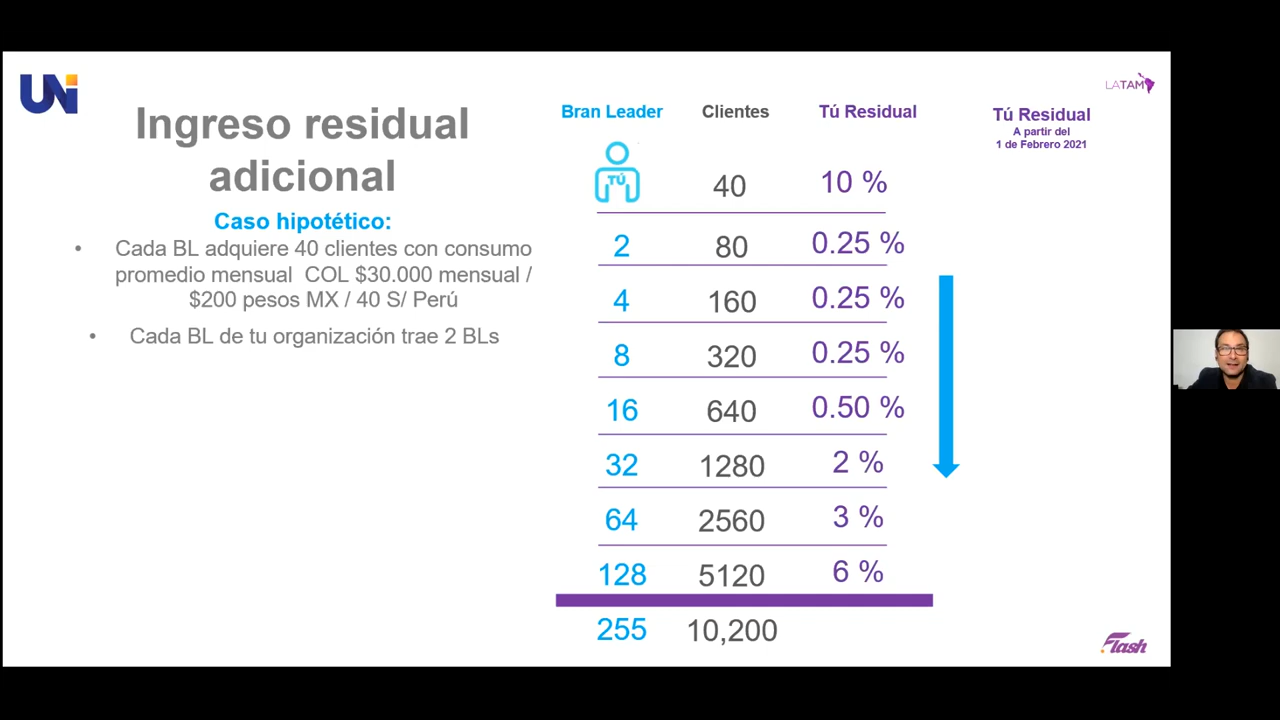 UNi
LATAM
Ingreso residual
adicional
Caso hipotético:
• Cada BL adquiere 40 clientes con consumo
promedio mensual COL $30.000 mensual /
$200 pesos MX / 40 S/ Perú
• Cada BL de tu organización trae 2 BLs
Bran Leader Clientes Tú Residual
TÚ 40 10 %
2 80 0.25 %
4 160 0.25 %
8 320 0.25 %
16 640 0.50 %
32 1280 2 %
64 2560 3 %
128 5120 6 %
255 10,200
Tú Residual
A partir del
1 de Febrero 2021
Flash